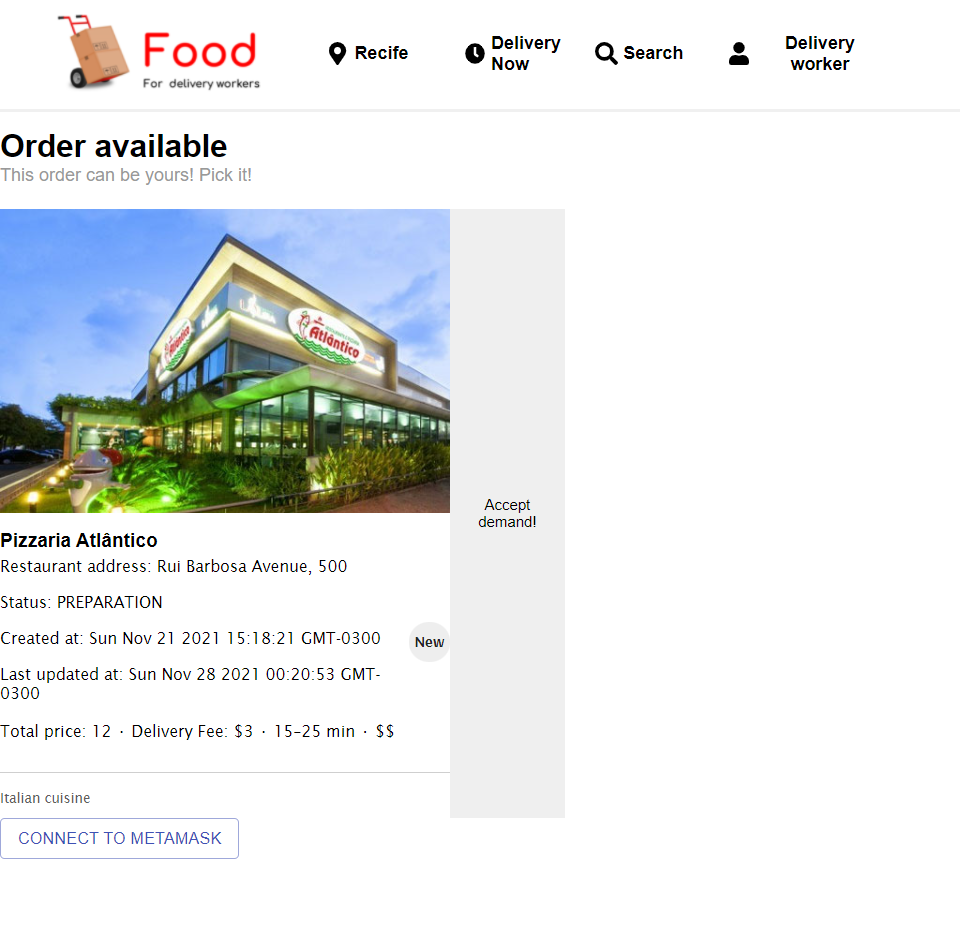 Food
For delivery workers
Recife
Delivery
Now
Search
Delivery
worker
Order available
This order can be yours! Pick it!
Atlântico
Atlântico
Accept
demand!
Pizzaria Atlântico
Restaurant address: Rui Barbosa Avenue, 500
Status: PREPARATION
Created at: Sun Nov 21 2021 15:18:21 GMT-0300
New
Last updated at: Sun Nov 28 2021 00:20:53 GMT-
0300
Total price: 12 · Delivery Fee: $3 · 15-25 min · $$
Italian cuisine
CONNECT TO METAMASK